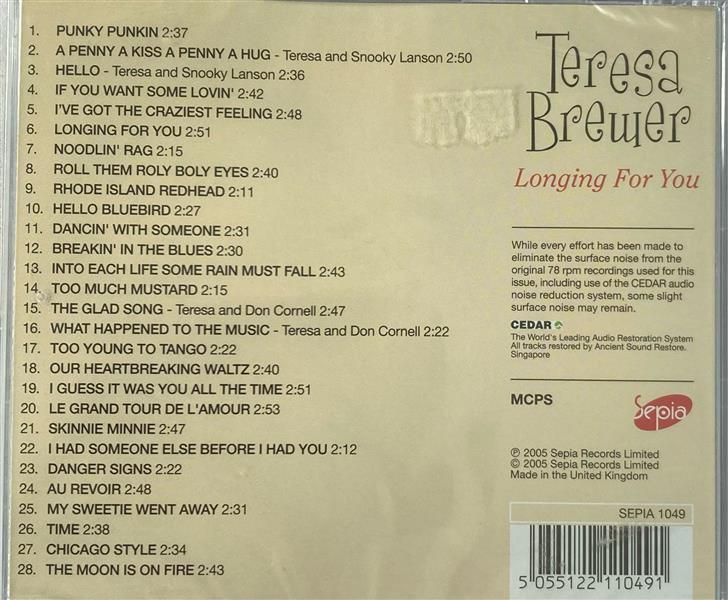 1. PUNKY PUNKIN 2:37
2. A PENNY A KISS A PENNY A HUG - Teresa and Snooky Lanson 2:50
3. HELLO - Teresa and Snooky Lanson 2:36
4. IF YOU WANT SOME LOVIN' 2:42
5. I'VE GOT THE CRAZIEST FEELING 2:48
6. LONGING FOR YOU 2:51
7. NOODLIN' RAG 2:15
8. ROLL THEM ROLY BOLY EYES 2:40
9. RHODE ISLAND REDHEAD 2:11
10. HELLO BLUEBIRD 2:27
11. DANCIN' WITH SOMEONE 2:31
12. BREAKIN' IN THE BLUES 2:30
13. INTO EACH LIFE SOME RAIN MUST FALL 2:43
14. TOO MUCH MUSTARD 2:15
15. THE GLAD SONG - Teresa and Don Cornell 2:47
16. WHAT HAPPENED TO THE MUSIC - Teresa and Don Cornell 2:22
17. TOO YOUNG TO TANGO 2:22
18. OUR HEARTBREAKING WALTZ 2:40
19. I GUESS IT WAS YOU ALL THE TIME 2:51
20. LE GRAND TOUR DE L'AMOUR 2:53
21. SKINNIE MINNIE 2:47
22. I HAD SOMEONE ELSE BEFORE I HAD YOU 2:12
23. DANGER SIGNS 2:22
24. AU REVOIR 2:48
25. MY SWEETIE WENT AWAY 2:31
26. TIME 2:38
27. CHICAGO STYLE 2:34
28. THE MOON IS ON FIRE 2:43
Teresa
Brewer
Longing For You
While every effort has been made to
eliminate the surface noise from the
original 78 rpm recordings used for this
issue, including use of the CEDAR audio
noise reduction system, some slight
surface noise may remain.
CEDAR
The World's Leading Audio Restoration System
All tracks restored by Ancient Sound Restore.
Singapore
MCPS
Sepia
℗ 2005 Sepia Records Limited
© 2005 Sepia Records Limited
Made in the United Kingdom
SEPIA 1049
5 055122 110491